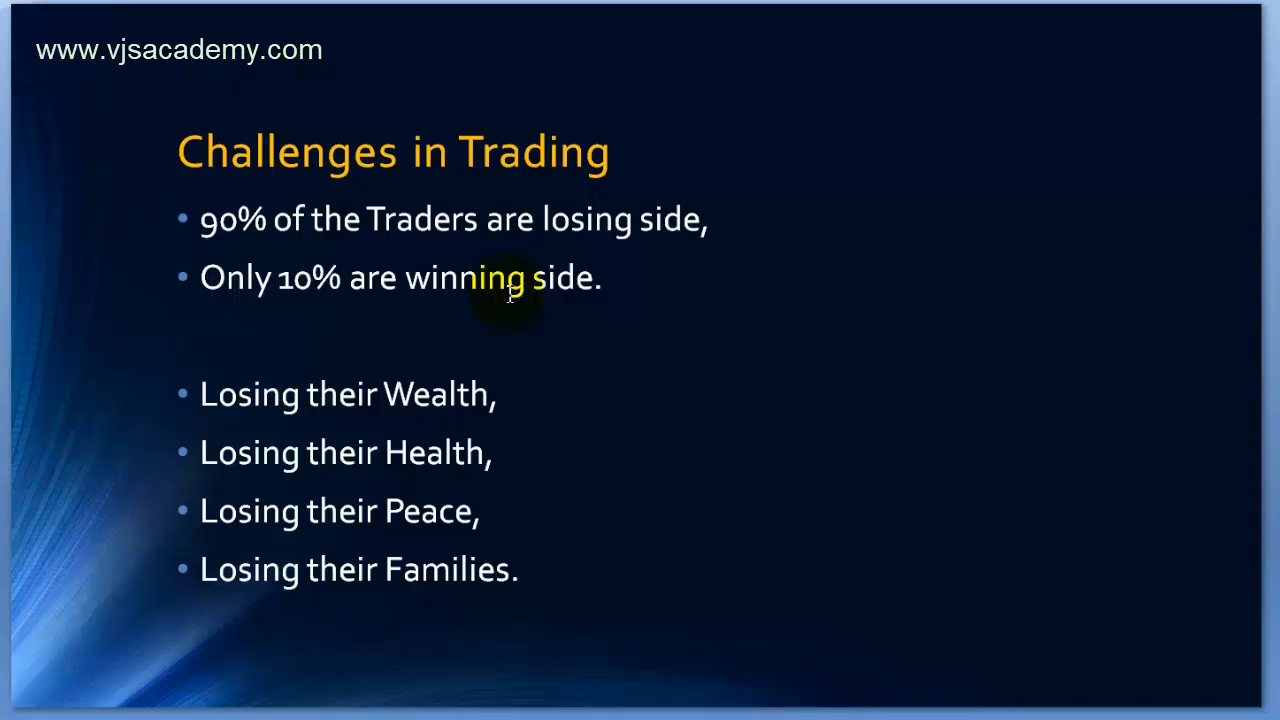 www.vjsacademy.com
Challenges in Trading
• 90% of the Traders are losing side,
• Only 10% are winning side.
• Losing their Wealth,
• Losing their Health,
• Losing their Peace,
• Losing their Families.